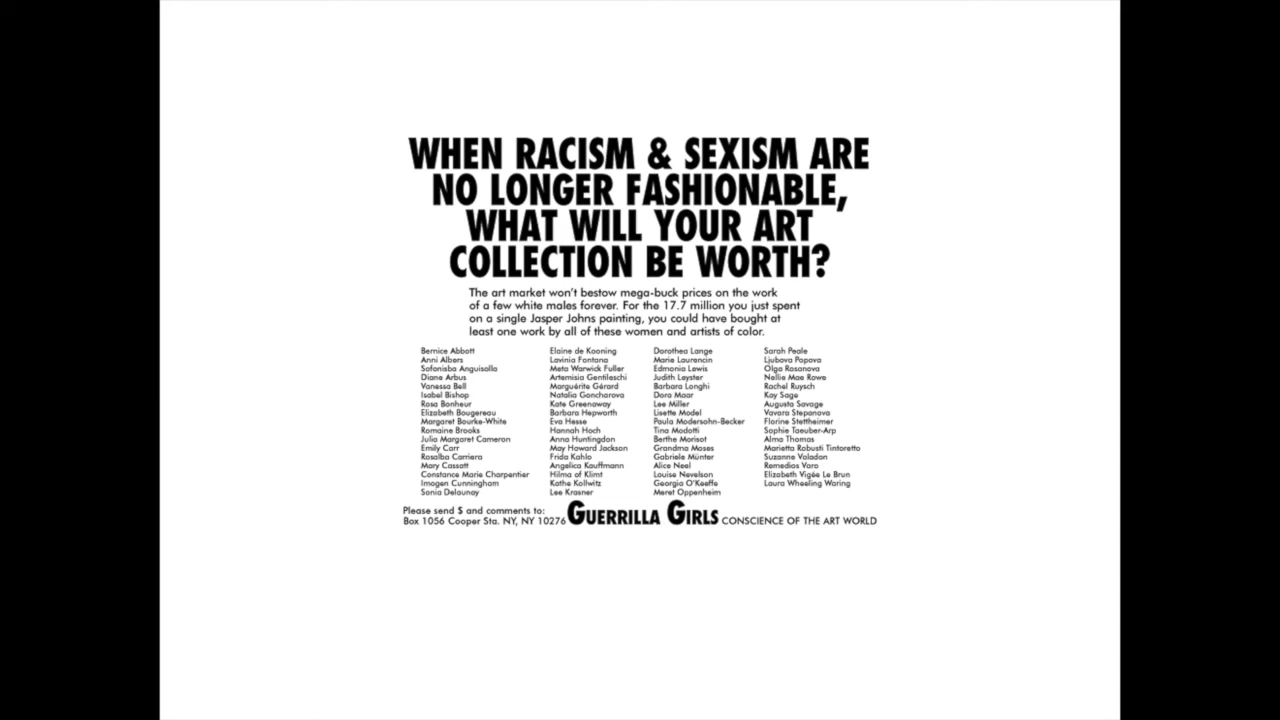 WHEN RACISM & SEXISM ARE
NO LONGER FASHIONABLE,
WHAT WILL YOUR ART
COLLECTION BE WORTH?
The art market won't bestow mega-buck prices on the work
of a few white males forever. For the 17.7 million you just spent
on a single Jasper Johns painting, you could have bought at
least one work by all of these women and artists of color.
Bernice Abbott
Anni Albers
Sofonisba Anguisolla
Diane Arbus
Vanessa Bell
Isabel Bishop
Rosa Bonheur
Elizabeth Bougereau
Margaret Bourke-White
Romaine Brooks
Julia Margaret Cameron
Emily Carr
Rosalba Carriera
Mary Cassatt
Constance Marie Charpentier
Imogen Cunningham
Sonia Delaunay
Elaine de Kooning
Lavinia Fontana
Meta Warwick Fuller
Artemisia Gentileschi
Marguérite Gérard
Natalia Goncharova
Kate Greenaway
Barbara Hepworth
Eva Hesse
Hannah Hoch
Anna Huntingdon
May Howard Jackson
Frida Kahlo
Angelica Kauffmann
Hilma of Klimt
Kathe Kollwitz
Lee Krasner
Dorothea Lange
Marie Laurencin
Edmonia Lewis
Judith Leyster
Barbara Longhi
Dora Maar
Lee Miller
Lisette Model
Paula Modersohn-Becker
Tina Modotti
Berthe Morisot
Grandma Moses
Gabriele Münter
Alice Neel
Louise Nevelson
Georgia O'Keeffe
Meret Oppenheim
Sarah Peale
Ljubova Popova
Olga Rosanova
Nellie Mae Rowe
Rachel Ruysch
Kay Sage
Augusta Savage
Vavara Stepanova
Florine Stettheimer
Sophie Taeuber-Arp
Alma Thomas
Marietta Robusti Tintoretto
Suzanne Valadon
Remedios Varo
Elizabeth Vigée Le Brun
Laura Wheeling Waring
Please send $ and comments to:
Box 1056 Cooper Sta. NY, NY 10276 GUERRILLA GIRLS CONSCIENCE OF THE ART WORLD